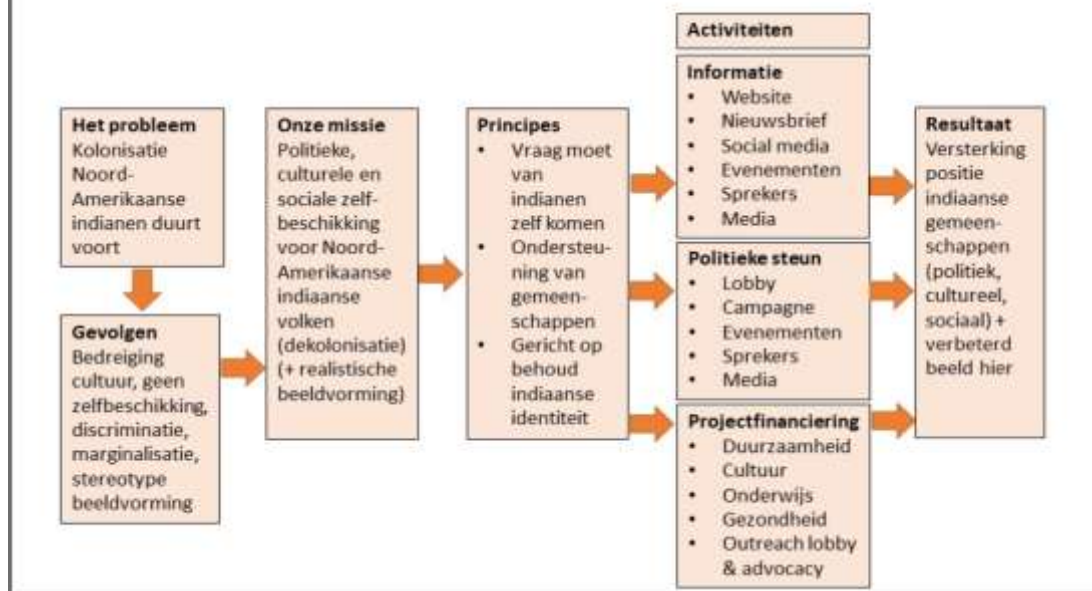 Het probleem
Kolonisatie
Noord-
Amerikaanse
indianen duurt
voort
Gevolgen
Bedreiging
cultuur, geen
zelfbeschikking,
discriminatie,
marginalisatie,
stereotype
beeldvorming
Onze missie
Politieke,
culturele en
sociale zelf-
beschikking
voor Noord-
Amerikaanse
indiaanse
volken
(dekolonisatie)
(+ realistische
beeldvorming)
Principes
• Vraag moet
van
indianen
zelf komen
• Ondersteu-
ning van
gemeen-
schappen
• Gericht op
behoud
indiaanse
identiteit
Activiteiten
Informatie
• Website
• Nieuwsbrief
• Social media
• Evenementen
• Sprekers
• Media
Politieke steun
• Lobby
• Campagne
• Evenementen
• Sprekers
• Media
Projectfinanciering
• Duurzaamheid
• Cultuur
• Onderwijs
• Gezondheid
• Outreach lobby
& advocacy
Resultaat
Versterking
positie
indiaanse
gemeen-
schappen
(politiek,
cultureel,
sociaal) +
verbeterd
beeld hier